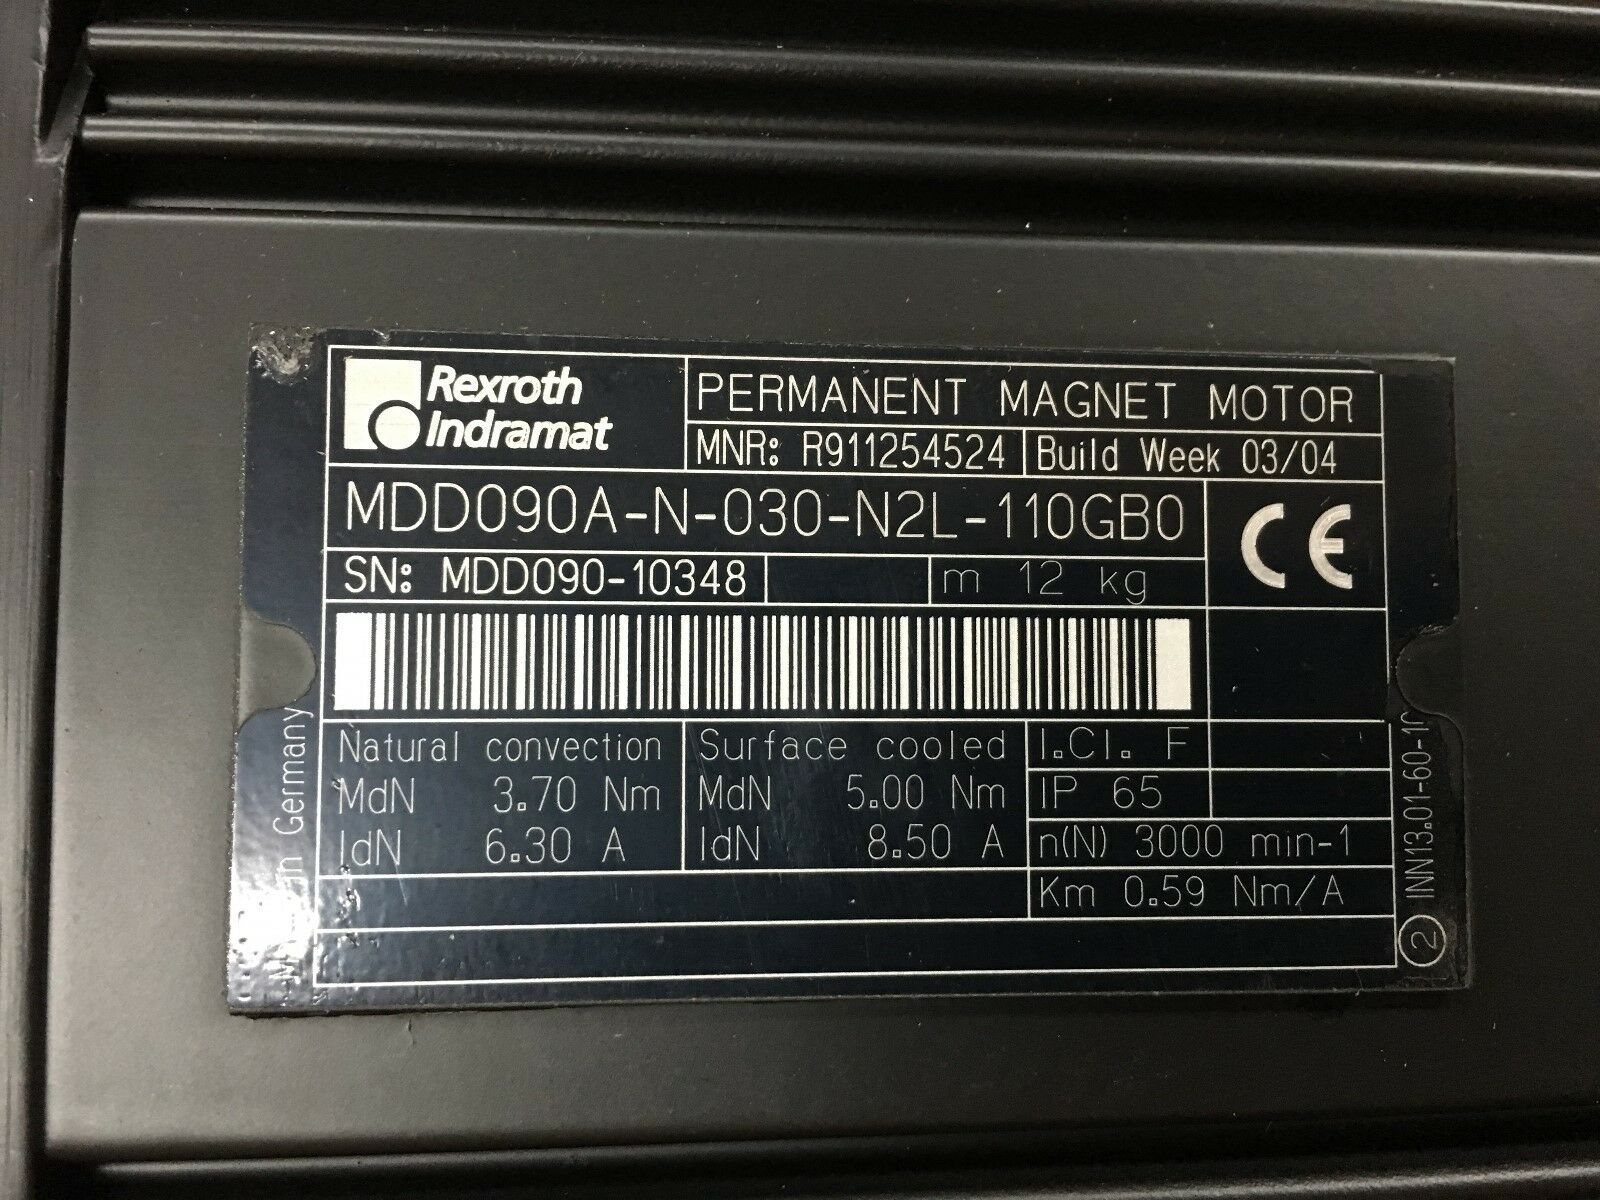 Rexroth
Indramat
PERMANENT MAGNET MOTOR
MNR: R911254524 Build Week 03/04
MDD090A-N-030-N2L-110GB0
CE
SN: MDD090-10348 m 12 kg
Natural convection Surface cooled I.Cl. F
MdN 3.70 Nm MdN 5.00 Nm IP 65
IdN 6.30 A IdN 8.50 A n(N) 3000 min-1
Km 0.59 Nm/A
Germany
2